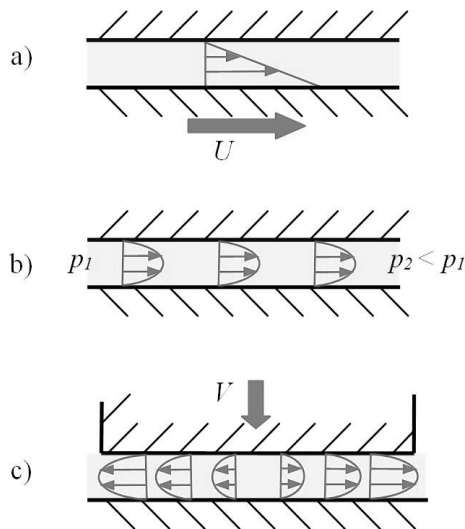 a)
U
b) p₁ p₂ < p₁
V
c)